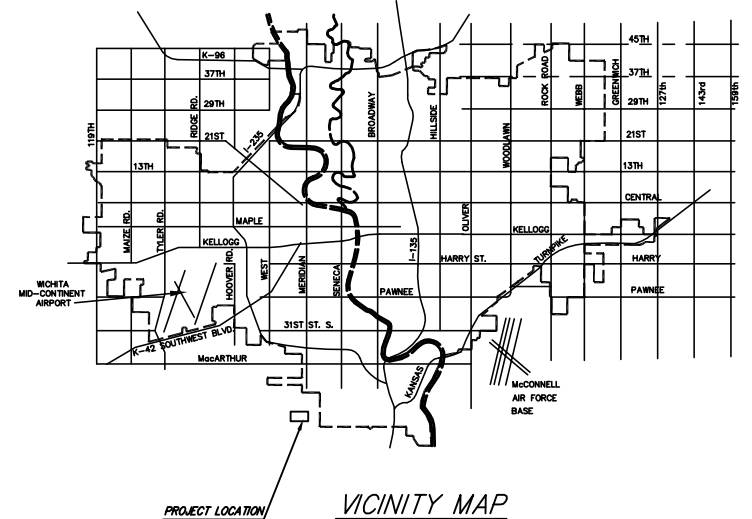 45TH
K-96
37TH
37TH
ROCK ROAD
WEBB
GREENWICH
127th
143rd
159th
29TH
29TH
RIDGE RD.
BROADWAY
HILLSIDE
119TH
21ST
I-235
21ST
WOODLAWN
13TH
13TH
CENTRAL
MAIZE RD.
TYLER RD.
MAPLE
OLIVER
KELLOGG
KELLOGG
I-135
HOOVER RD.
WEST
MERIDIAN
SENECA
HARRY ST.
TURNPIKE
HARRY
WICHITA
MID-CONTINENT
AIRPORT
PAWNEE
PAWNEE
31ST ST. S.
K-42 SOUTHWEST BLVD.
MacARTHUR
KANSAS
McCONNELL
AIR FORCE
BASE
PROJECT LOCATION
VICINITY MAP